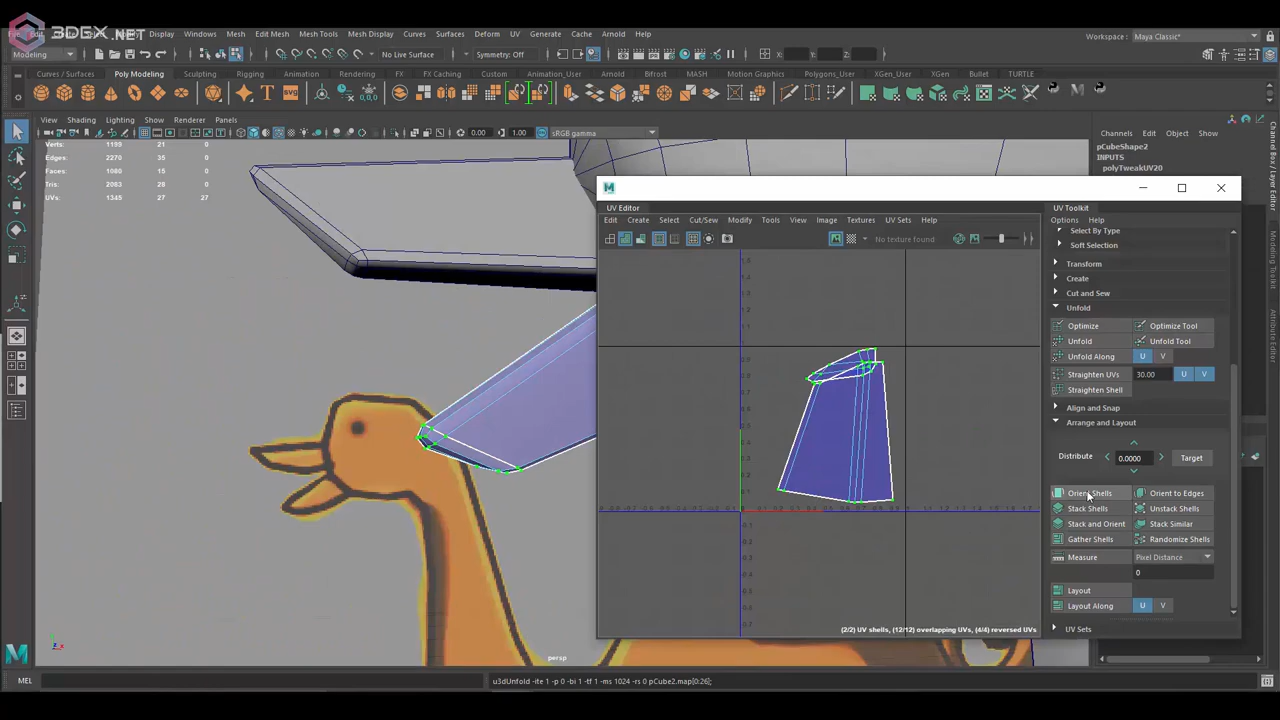 3DEX.NET
Windows Mesh Edit Mesh Mesh Tools Mesh Display Curves Surfaces Deform UV Generate Cache Arnold Help
Workspace : Maya Classic*
Modeling No Live Surface Symmetry: Off X: Y: Z:
Curves / Surfaces Poly Modeling Sculpting Rigging Animation Rendering FX FX Caching Custom Animation_User Arnold Bifrost MASH Motion Graphics Polygons_User XGen_User XGen Bullet TURTLE
View Shading Lighting Show Renderer Panels
0.00 1.00 sRGB gamma
Verts: 1199 21 0
Edges: 2270 35 0
Faces: 1080 15 0
Tris: 2083 28 0
UVs: 1345 27 27
Channels Edit Object Show
pCubeShape2
INPUTS
polyTweakUV20
UV Editor
Edit Create Select Cut/Sew Modify Tools View Image Textures UV Sets Help
No texture found
UV Toolkit
Options Help
Select By Type
Soft Selection
Transform
Create
Cut and Sew
Unfold
Optimize Optimize Tool
Unfold Unfold Tool
Unfold Along U V
Straighten UVs 30.00 U V
Straighten Shell
Align and Snap
Arrange and Layout
Distribute 0.0000 Target
Orient Shells Orient to Edges
Stack Shells Unstack Shells
Stack and Orient Stack Similar
Gather Shells Randomize Shells
Measure Pixel Distance
0
Layout
Layout Along U V
UV Sets
(2/2) UV shells, (12/12) overlapping UVs, (4/4) reversed UVs
Channel Box / Layer Editor
Modeling Toolkit
Attribute Editor
persp
MEL u3dUnfold -ite 1 -p 0 -bi 1 -tf 1 -ms 1024 -rs 0 pCube2.map[0:26];